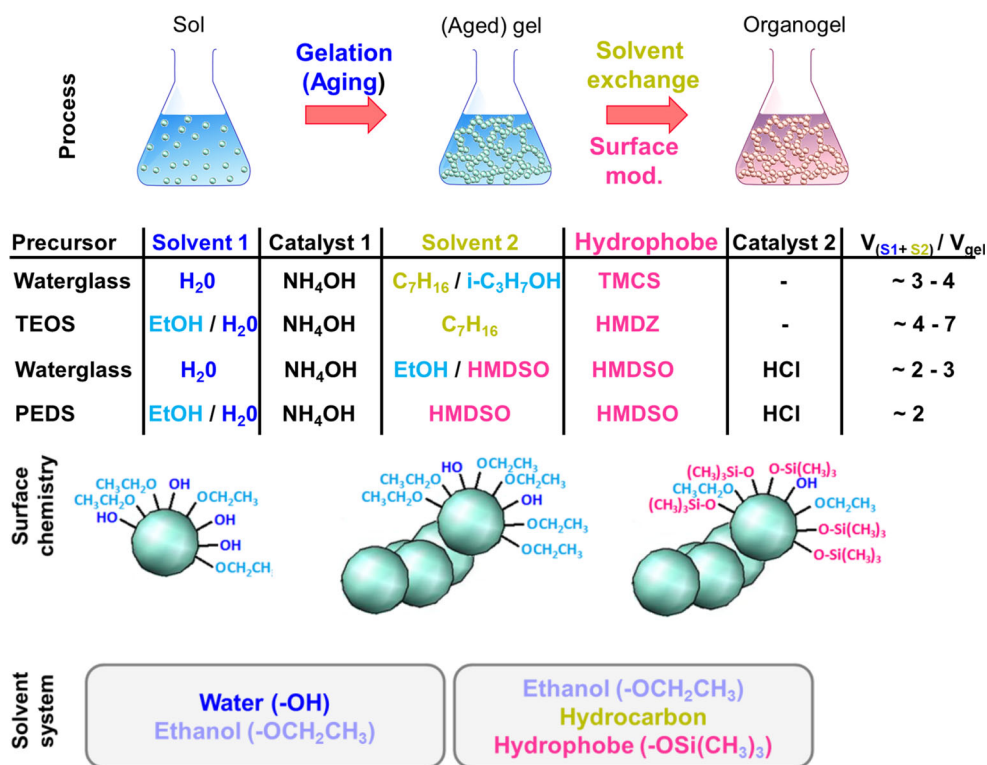 Sol
(Aged) gel
Organogel
Process
Gelation
(Aging)
Solvent
exchange
Surface
mod.
Precursor Solvent 1 Catalyst 1 Solvent 2 Hydrophobe Catalyst 2 V(S1+ S2) / Vgel
Waterglass H₂0 NH₄OH C₇H₁₆ / i-C₃H₇OH TMCS - ~ 3 - 4
TEOS EtOH / H₂0 NH₄OH C₇H₁₆ HMDZ - ~ 4 - 7
Waterglass H₂0 NH₄OH EtOH / HMDSO HMDSO HCl ~ 2 - 3
PEDS EtOH / H₂0 NH₄OH HMDSO HMDSO HCl ~ 2
Surface
chemistry
CH₃CH₂O OH
CH₃CH₂O OCH₂CH₃
HO OH
OH
OCH₂CH₃
HO OCH₂CH₃
CH₃CH₂O OCH₂CH₃
CH₃CH₂O OH
OCH₂CH₃
OCH₂CH₃
(CH₃)₃Si-O O-Si(CH₃)₃
CH₃CH₂O OH
(CH₃)₃Si-O OCH₂CH₃
O-Si(CH₃)₃
O-Si(CH₃)₃
Solvent
system
Water (-OH)
Ethanol (-OCH₂CH₃)
Ethanol (-OCH₂CH₃)
Hydrocarbon
Hydrophobe (-OSi(CH₃)₃)